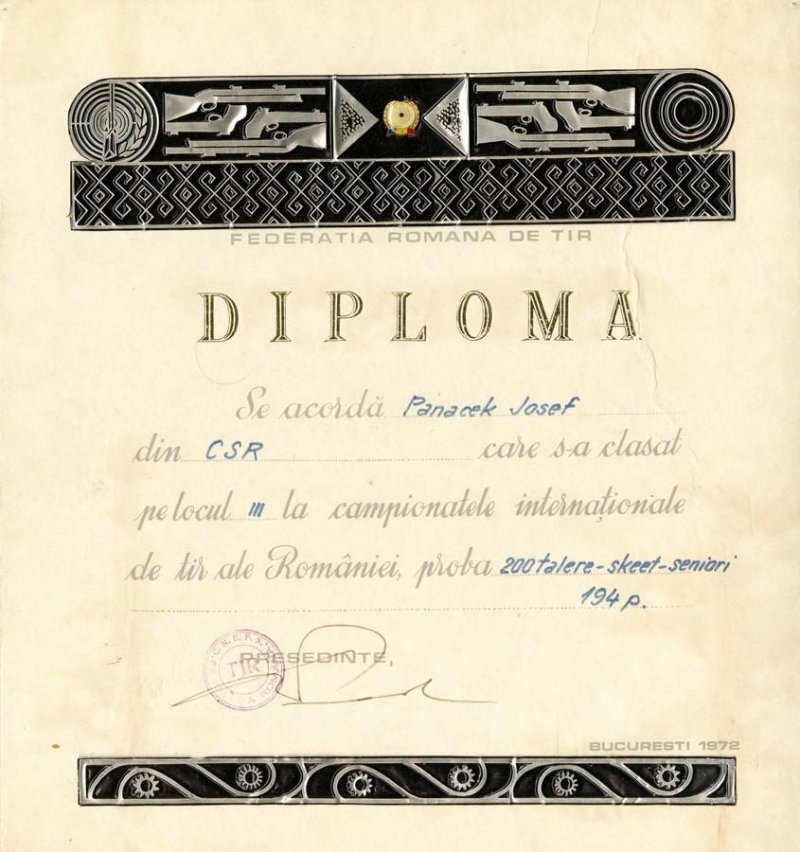 FEDERATIA ROMANA DE TIR
DIPLOMA
Se acordă Panacek Josef
din CSR care s-a clasat
pe locul III la campionatele internaționale
de tir ale României, proba 200 talere-skeet-seniori
194 p.
PRESEDINTE,
C.N.E.F.S.
TIR
BUCURESTI 1972